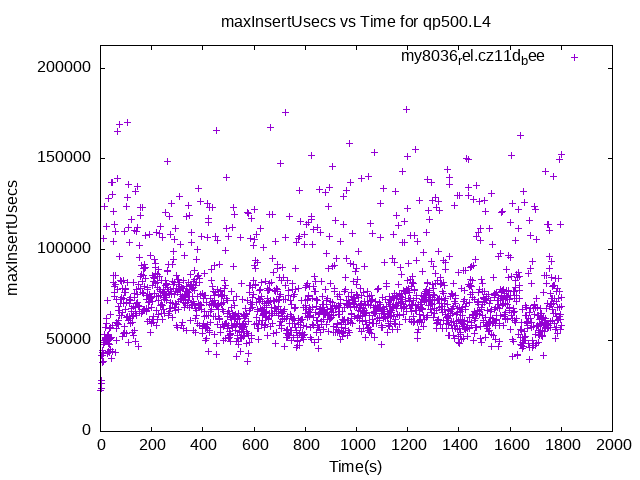 maxInsertUsecs vs Time for qp500.L4
my8036rel.cz11dbee
200000
150000
100000
50000
0
maxInsertUsecs
0 200 400 600 800 1000 1200 1400 1600 1800 2000
Time(s)